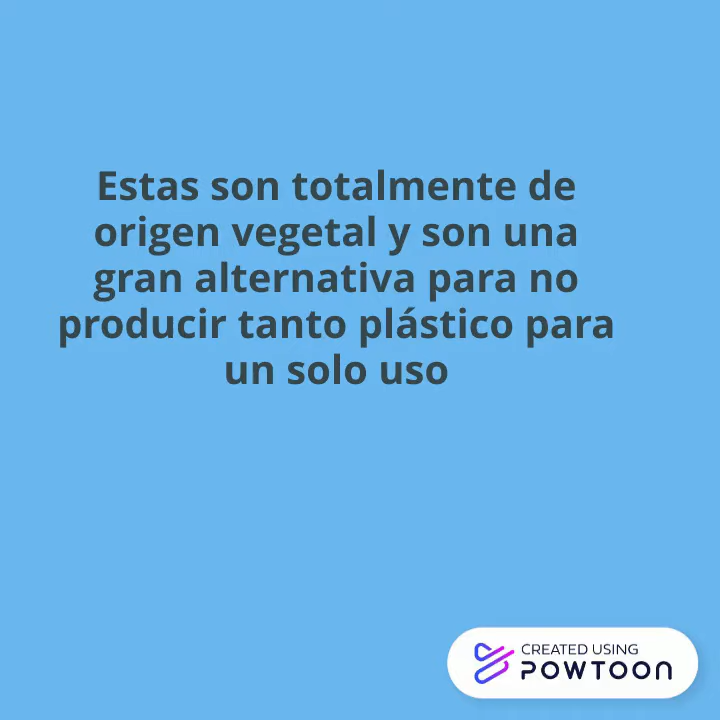 Estas son totalmente de
origen vegetal y son una
gran alternativa para no
producir tanto plástico para
un solo uso
CREATED USING
POWTOON